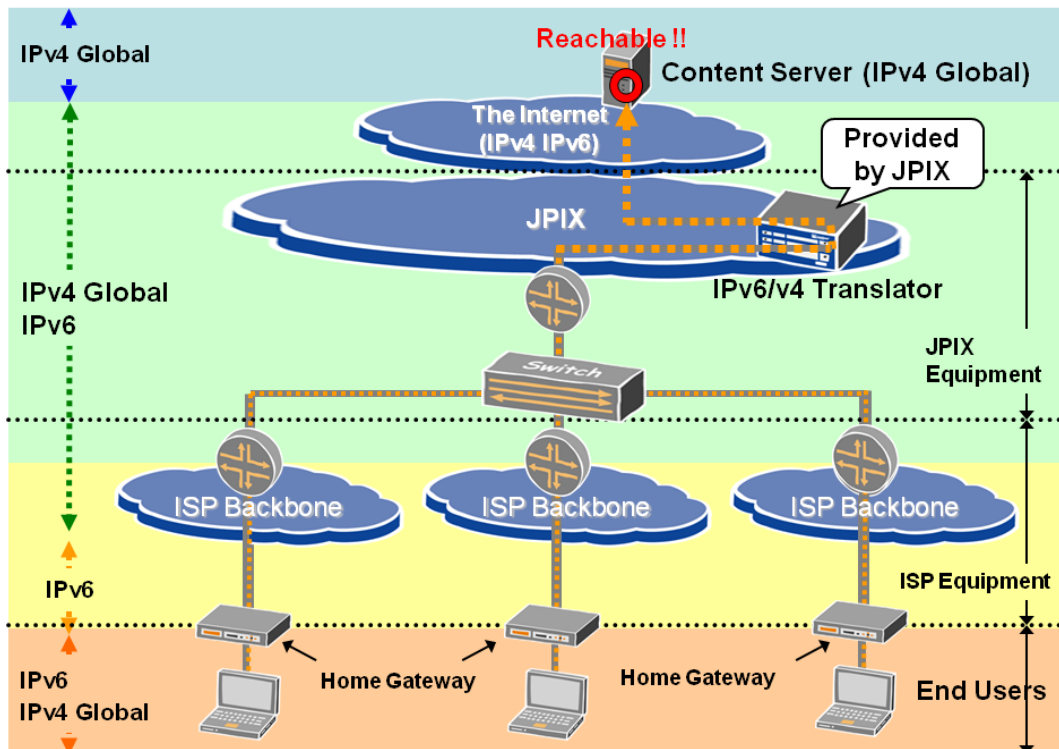 Reachable !!
IPv4 Global
Content Server (IPv4 Global)
The Internet
(IPv4 IPv6)
Provided
by JPIX
JPIX
IPv6/v4 Translator
IPv4 Global
IPv6
Switch
JPIX
Equipment
ISP Backbone
ISP Backbone
ISP Backbone
IPv6
ISP Equipment
Home Gateway
Home Gateway
IPv6
IPv4 Global
End Users